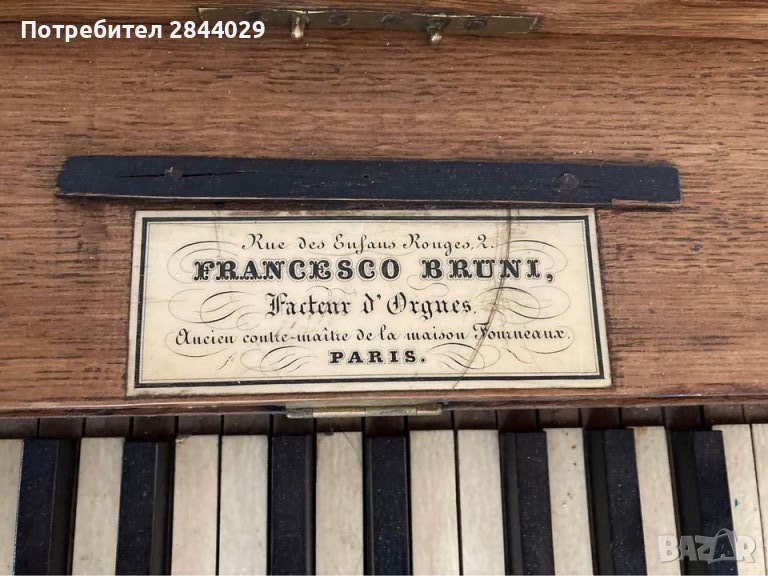 Потребител 2844029
Rue des Enfans Rouges, 2.
FRANCESCO BRUNI,
Facteur d'Orgues,
Ancien contre-maître de la maison Fourneaux.
PARIS.
BAZAR